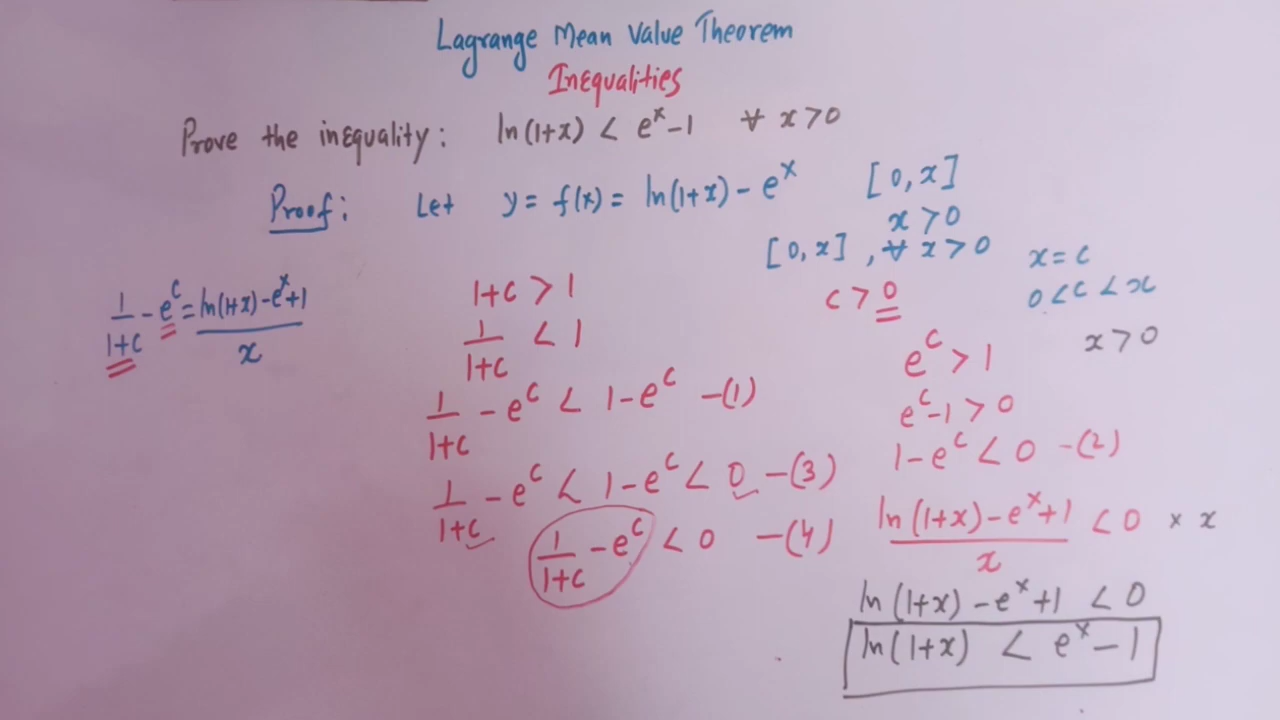 Lagrange Mean Value Theorem
Inequalities
Prove the inequality: ln(1+x) < e^x-1 ∀ x>0
Proof: Let y = f(x) = ln(1+x) - e^x [0,x]
x>0
[0,x], ∀ x>0
1/(1+c) - e^c = (ln(1+x)-e^x+1)/x
1+c > 1
1/(1+c) < 1
1/(1+c) - e^c < 1-e^c -(1)
1/(1+c) - e^c < 1-e^c < 0 -(3)
1/(1+c) - e^c < 0 -(4)
c > 0
x = c
0 < c < x
x > 0
e^c > 1
e^c-1 > 0
1-e^c < 0 -(2)
(ln(1+x)-e^x+1)/x < 0 × x
ln(1+x)-e^x+1 < 0
ln(1+x) < e^x-1